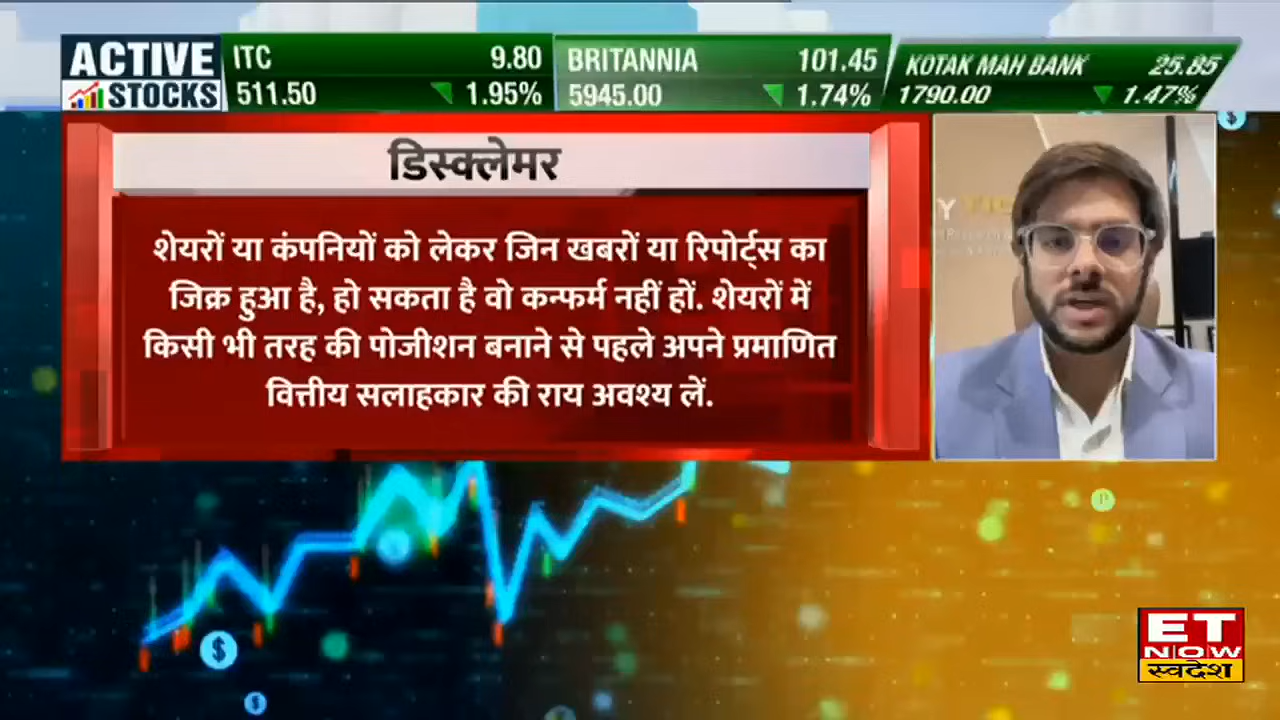 ACTIVE
STOCKS
ITC 9.80
511.50 1.95%
BRITANNIA 101.45
5945.00 1.74%
KOTAK MAH BANK 25.85
1790.00 1.47%
डिस्क्लेमर
शेयरों या कंपनियों को लेकर जिन खबरों या रिपोर्ट्स का
जिक्र हुआ है, हो सकता है वो कन्फर्म नहीं हों. शेयरों में
किसी भी तरह की पोजीशन बनाने से पहले अपने प्रमाणित
वित्तीय सलाहकार की राय अवश्य लें.
Y
ET
NOW
स्वदेश